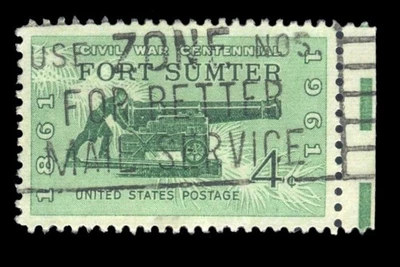 CIVIL WAR CENTENNIAL
FORT SUMTER
1861
1961
4¢
UNITED STATES POSTAGE
USE ZONE NOS.
FOR BETTER
MAIL SERVICE